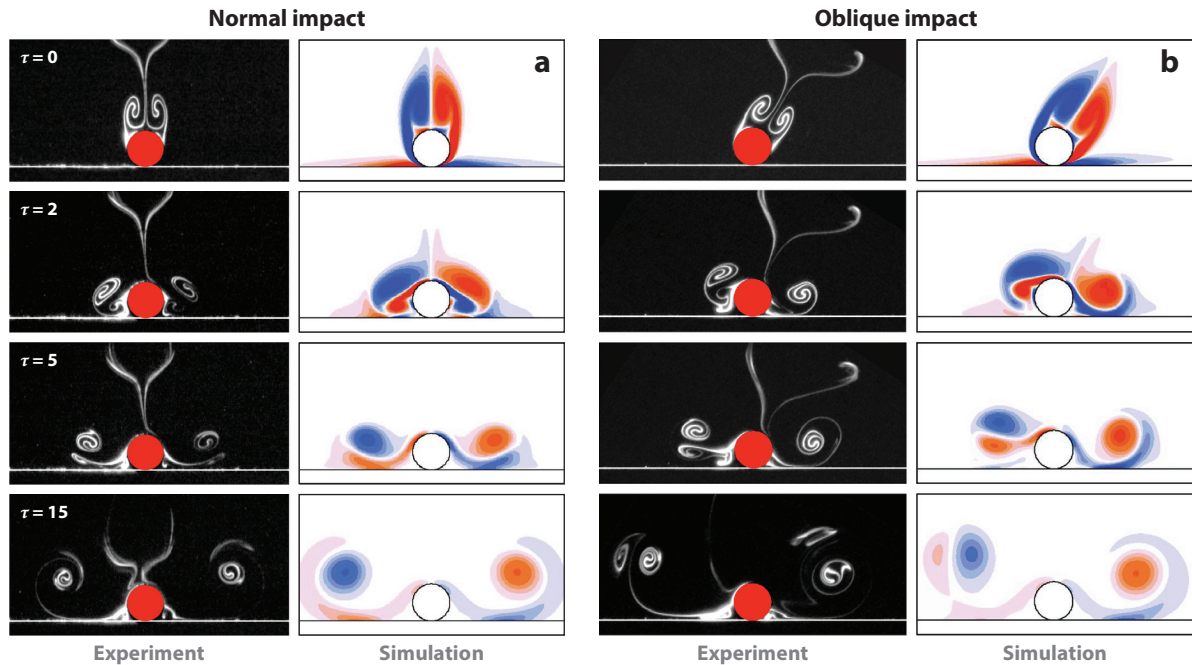 Normal impact
Oblique impact
τ = 0
a
b
τ = 2
τ = 5
τ = 15
Experiment
Simulation
Experiment
Simulation